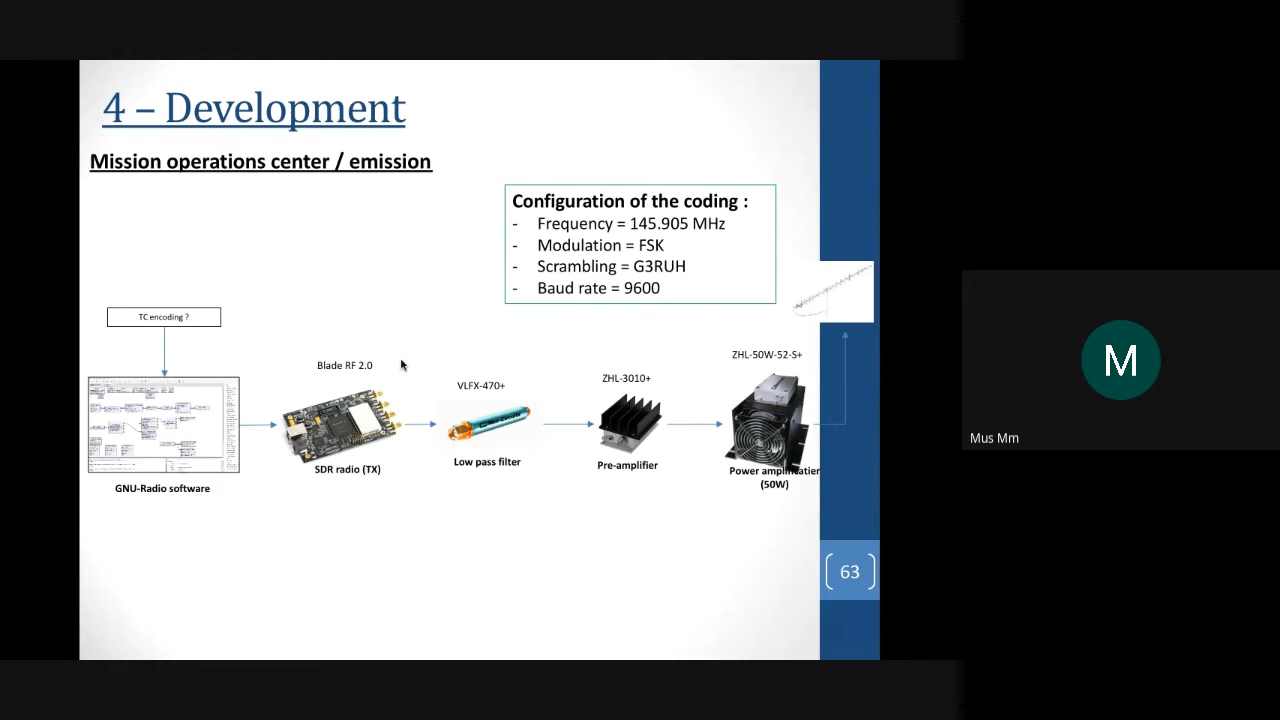 4 – Development
Mission operations center / emission
Configuration of the coding :
- Frequency = 145.905 MHz
- Modulation = FSK
- Scrambling = G3RUH
- Baud rate = 9600
TC encoding ?
Blade RF 2.0
VLFX-470+
ZHL-3010+
ZHL-50W-52-S+
SDR radio (TX)
Low pass filter
Pre-amplifier
Power amplificatier
(50W)
GNU-Radio software
63
M
Mus Mm